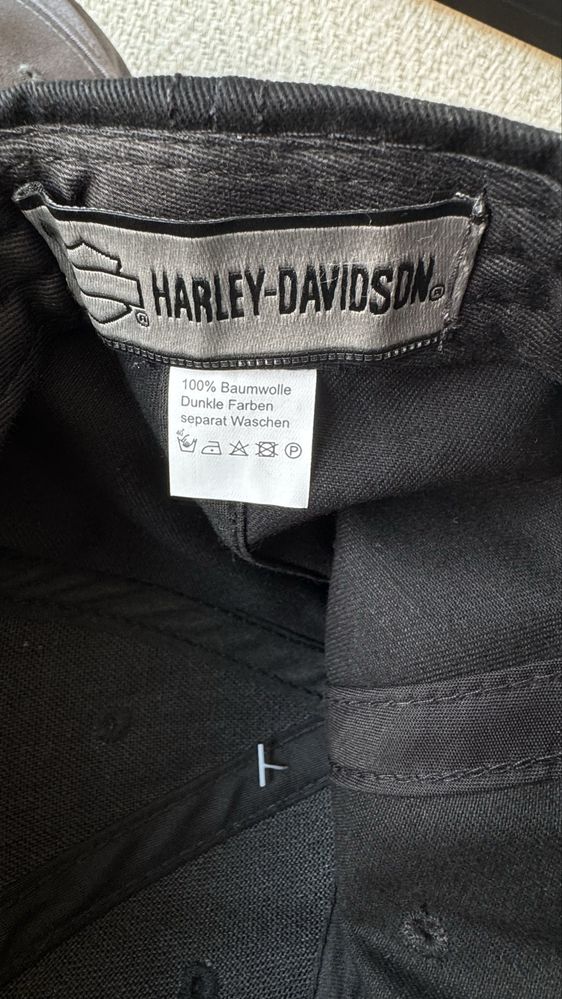 HARLEY-DAVIDSON®
®
100% Baumwolle
Dunkle Farben
separat Waschen
P